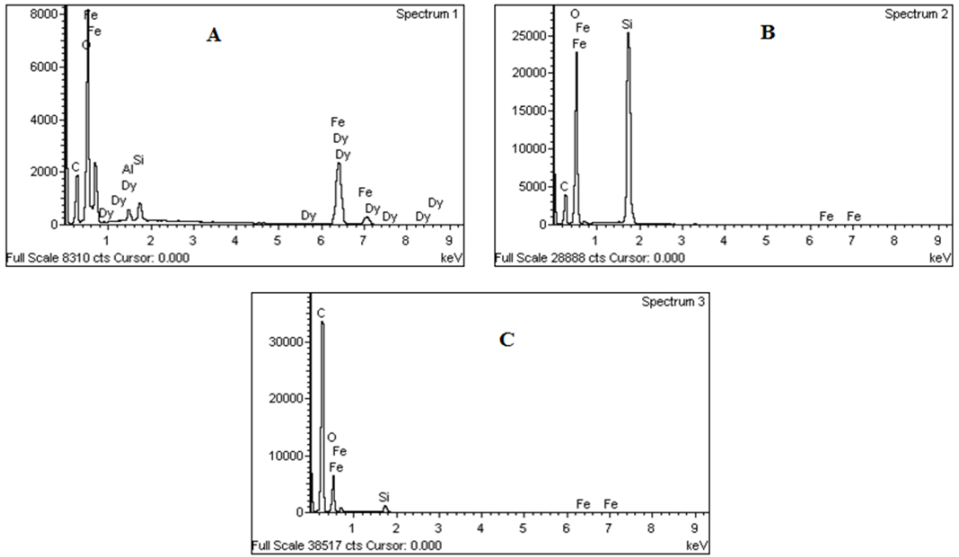 Spectrum 1
A
8000
6000
4000
2000
0
Fe
Fe
O
C
Dy
Dy
Al
Dy
Si
Dy
Fe
Dy
Dy
Fe
Dy
Dy
Dy
Dy
1 2 3 4 5 6 7 8 9
Full Scale 8310 cts Cursor: 0.000 keV
Spectrum 2
B
25000
20000
15000
10000
5000
0
O
Fe
Fe
C
Si
Fe Fe
1 2 3 4 5 6 7 8 9
Full Scale 28888 cts Cursor: 0.000 keV
Spectrum 3
C
30000
20000
10000
0
C
O
Fe
Fe
Si
Fe Fe
1 2 3 4 5 6 7 8 9
Full Scale 38517 cts Cursor: 0.000 keV